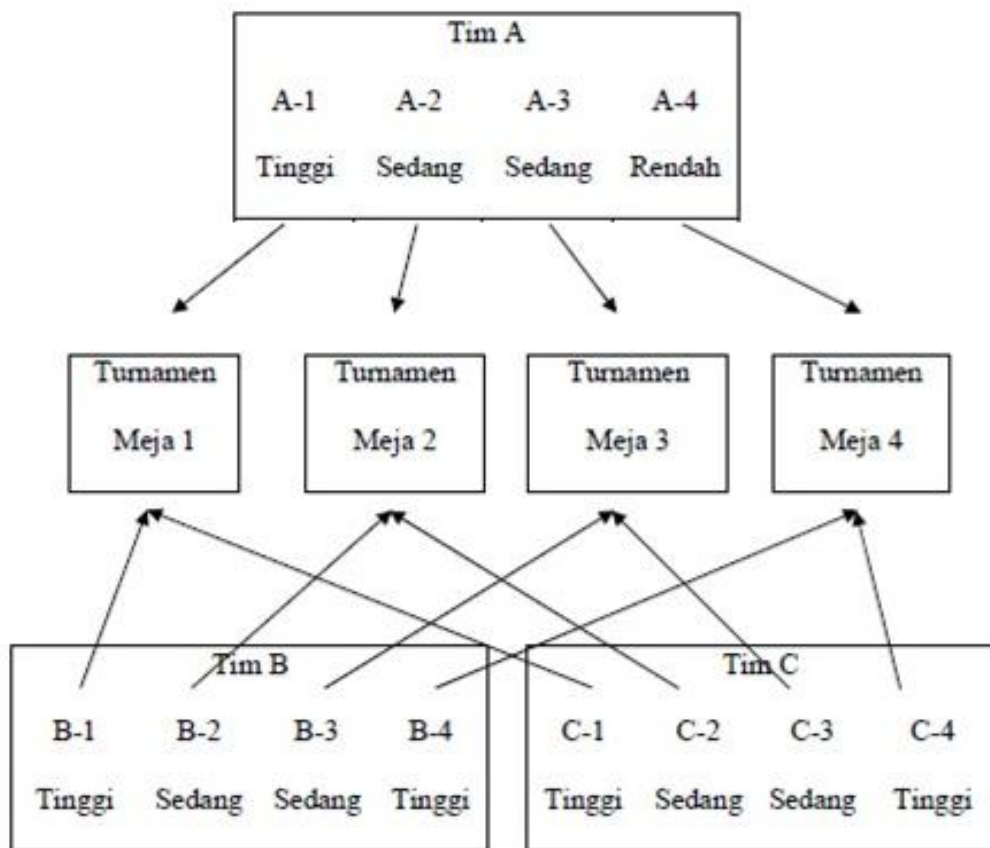 Tim A
A-1 A-2 A-3 A-4
Tinggi Sedang Sedang Rendah
Turnamen Turnamen Turnamen Turnamen
Meja 1 Meja 2 Meja 3 Meja 4
Tim B Tim C
B-1 B-2 B-3 B-4 C-1 C-2 C-3 C-4
Tinggi Sedang Sedang Tinggi Tinggi Sedang Sedang Tinggi